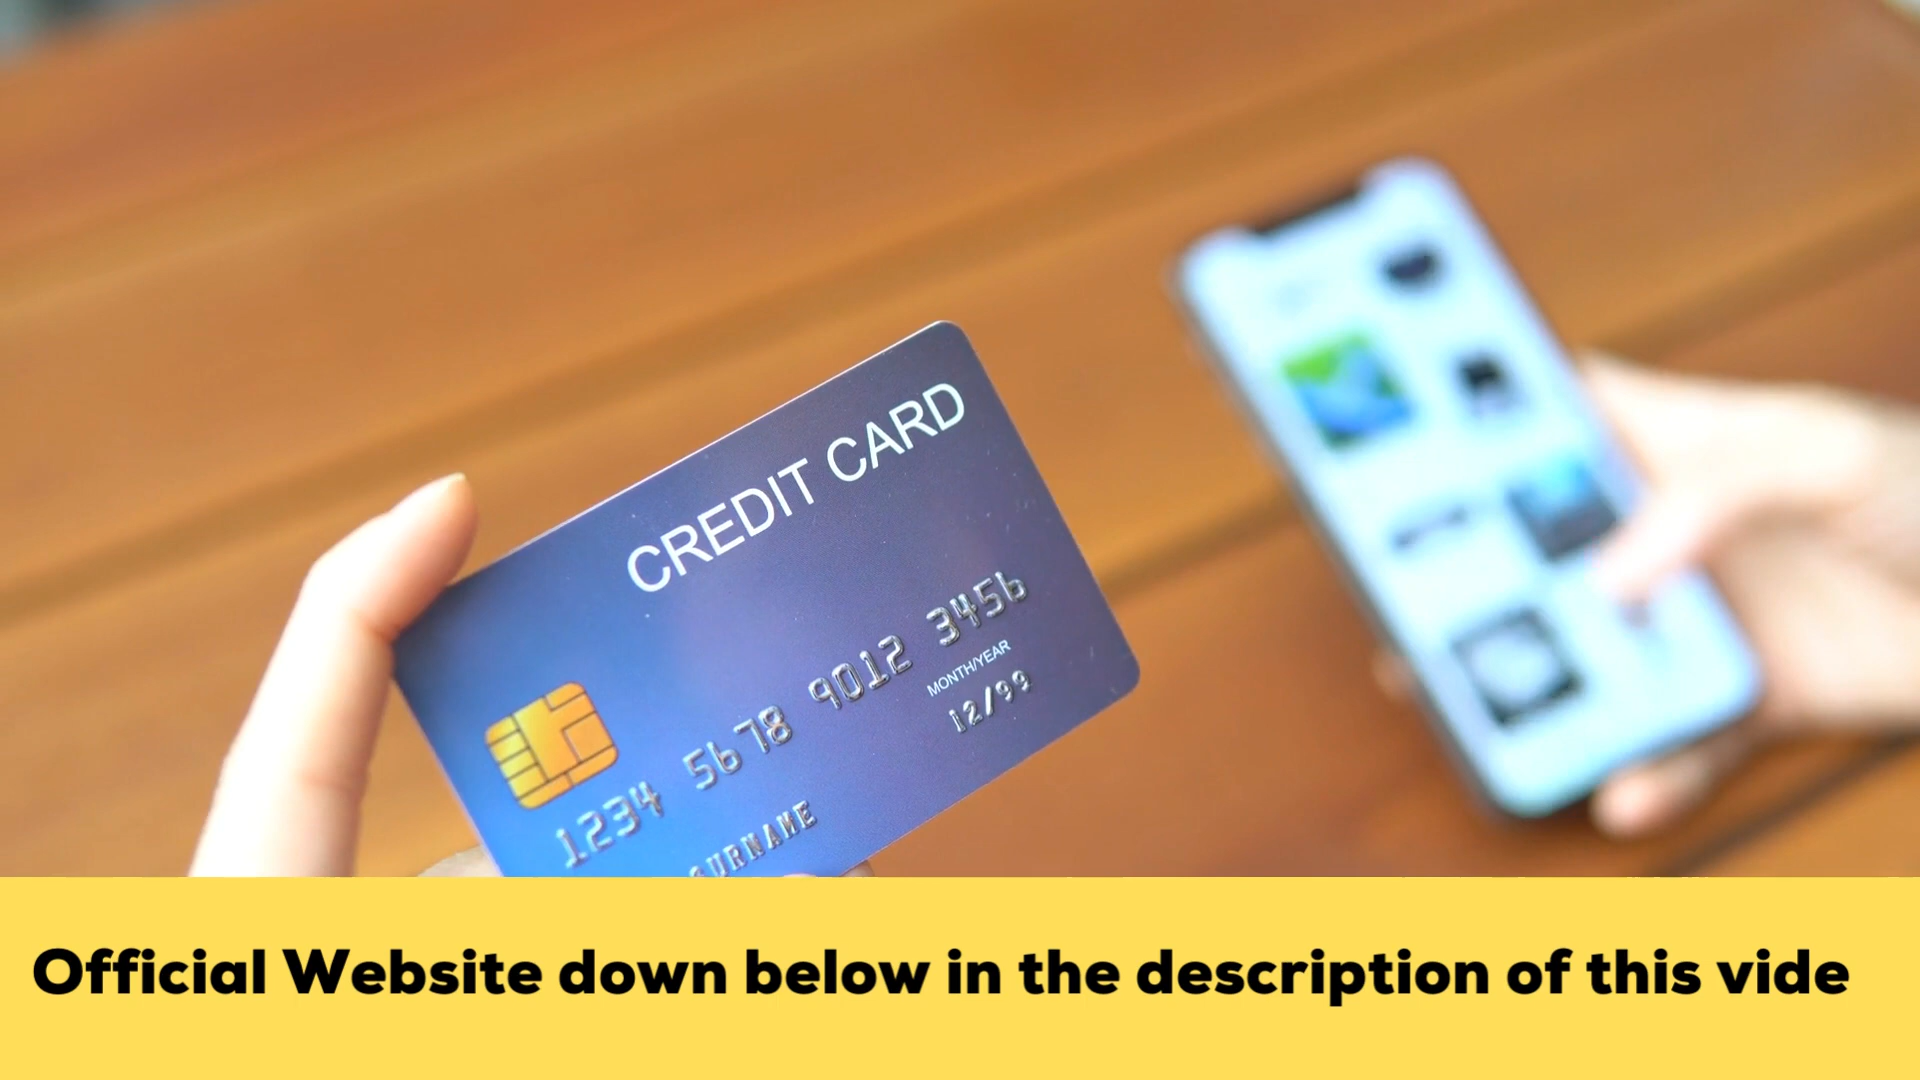 CREDIT CARD
1234 5678 9012 3456
MONTH/YEAR
12/99
SURNAME
Official Website down below in the description of this vide